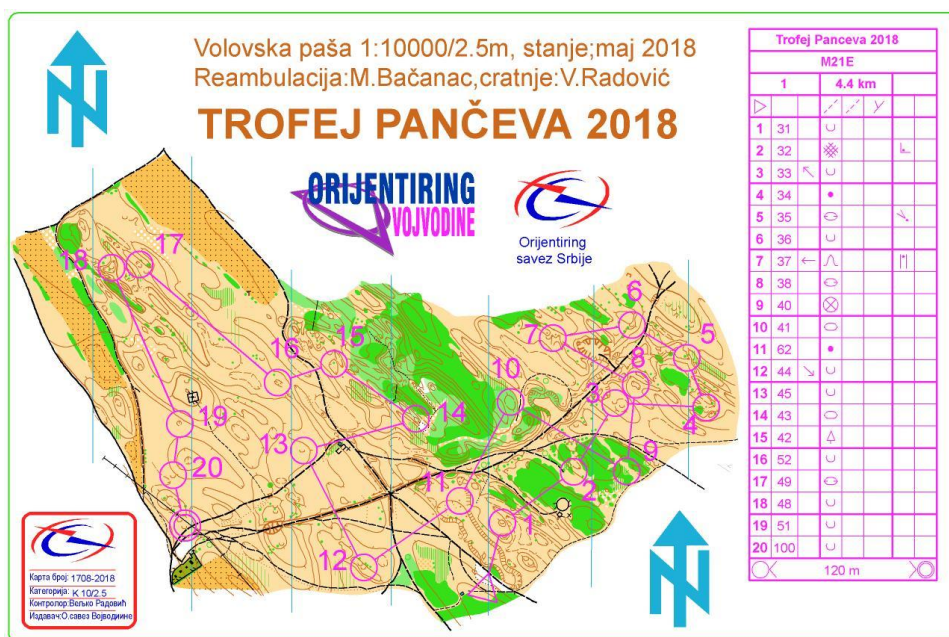 Volovska paša 1:10000/2.5m, stanje;maj 2018
Reambulacija:M.Bačanac,cratnje:V.Radović
TROFEJ PANČEVA 2018
ORIJENTIRING
VOJVODINE
Orijentiring
savez Srbije
Trofej Panceva 2018
M21E
1 4.4 km
1 31
2 32
3 33
4 34
5 35
6 36
7 37
8 38
9 40
10 41
11 62
12 44
13 45
14 43
15 42
16 52
17 49
18 48
19 51
20 100
120 m
18
17
16
15
6
7
5
10
8
3
4
14
13
19
20
9
2
11
1
12
Карта број: 1708-2018
Категорија: К 10/2.5
Контролор:Вељко Радовић
Издавач:О.савез Војводиине